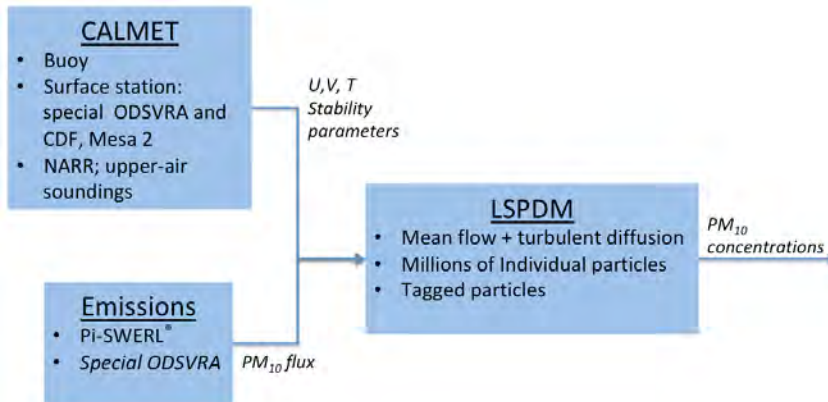 CALMET
• Buoy
• Surface station:
special ODSVRA and
CDF, Mesa 2
• NARR; upper-air
soundings
U,V, T
Stability
parameters
LSPDM
• Mean flow + turbulent diffusion
• Millions of Individual particles
• Tagged particles
PM10
concentrations
Emissions
• Pi-SWERL®
• Special ODSVRA
PM10 flux